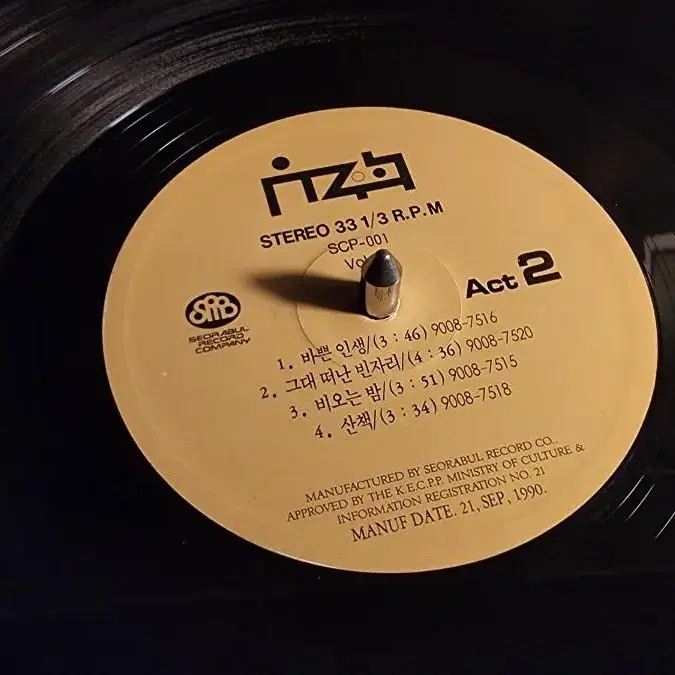 STEREO 33 1/3 R.P.M
SCP-001
Act 2
SRB
SEORABUL
RECORD
COMPANY
1. 바쁜 인생/(3 : 46) 9008-7516
2. 그대 떠난 빈자리/(4 : 36) 9008-7520
3. 비오는 밤/(3 : 51) 9008-7515
4. 산책/(3 : 34) 9008-7518
MANUFACTURED BY SEORABUL RECORD CO.,
APPROVED BY THE K.E.C.P.P. MINISTRY OF CULTURE &
INFORMATION REGISTRATION NO. 21
MANUF DATE. 21, SEP, 1990.